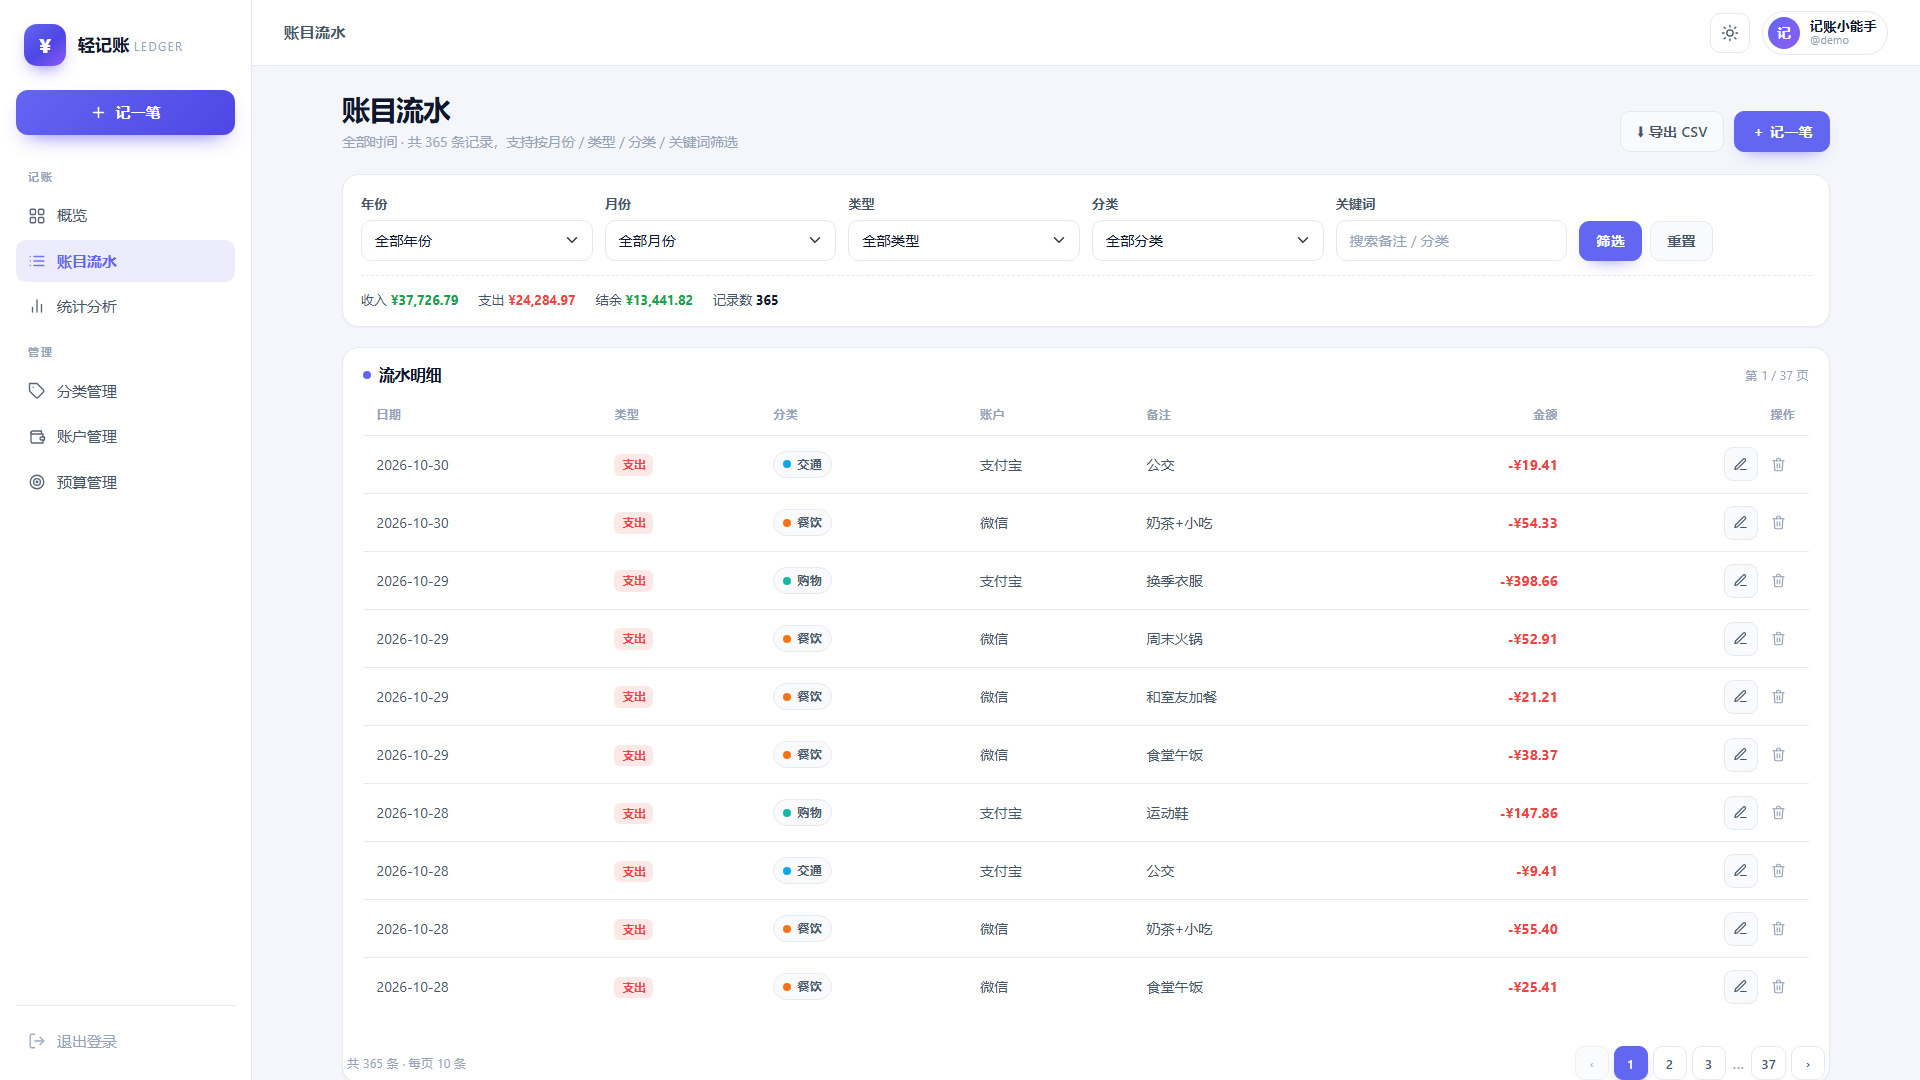 ¥ 轻记账 LEDGER
+ 记一笔
记账
概览
账目流水
统计分析
管理
分类管理
账户管理
预算管理
退出登录
账目流水
记 记账小能手
@demo
账目流水
全部时间 · 共 365 条记录，支持按月份 / 类型 / 分类 / 关键词筛选
⬇ 导出 CSV
+ 记一笔
年份 月份 类型 分类 关键词
全部年份 全部月份 全部类型 全部分类 搜索备注 / 分类 筛选 重置
收入 ¥37,726.79 支出 ¥24,284.97 结余 ¥13,441.82 记录数 365
流水明细 第 1 / 37 页
日期 类型 分类 账户 备注 金额 操作
2026-10-30 支出 交通 支付宝 公交 -¥19.41
2026-10-30 支出 餐饮 微信 奶茶+小吃 -¥54.33
2026-10-29 支出 购物 支付宝 换季衣服 -¥398.66
2026-10-29 支出 餐饮 微信 周末火锅 -¥52.91
2026-10-29 支出 餐饮 微信 和室友加餐 -¥21.21
2026-10-29 支出 餐饮 微信 食堂午饭 -¥38.37
2026-10-28 支出 购物 支付宝 运动鞋 -¥147.86
2026-10-28 支出 交通 支付宝 公交 -¥9.41
2026-10-28 支出 餐饮 微信 奶茶+小吃 -¥55.40
2026-10-28 支出 餐饮 微信 食堂午饭 -¥25.41
共 365 条 · 每页 10 条 ‹ 1 2 3 ... 37 ›